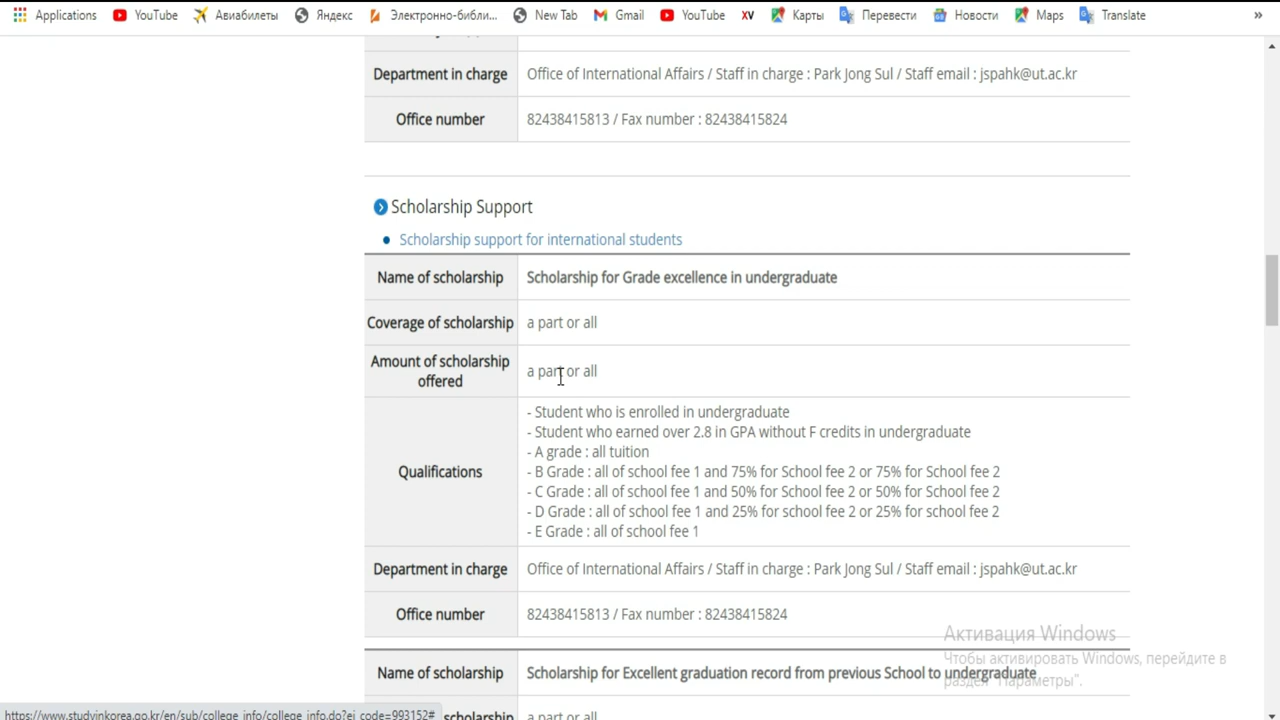 Applications YouTube Авиабилеты Яндекс Электронно-библи... New Tab Gmail YouTube XV Карты Перевести Новости Maps Translate »
Department in charge Office of International Affairs / Staff in charge : Park Jong Sul / Staff email : jspahk@ut.ac.kr
Office number 82438415813 / Fax number : 82438415824
Scholarship Support
• Scholarship support for international students
Name of scholarship Scholarship for Grade excellence in undergraduate
Coverage of scholarship a part or all
Amount of scholarship
offered
a part or all
Qualifications
- Student who is enrolled in undergraduate
- Student who earned over 2.8 in GPA without F credits in undergraduate
- A grade : all tuition
- B Grade : all of school fee 1 and 75% for School fee 2 or 75% for School fee 2
- C Grade : all of school fee 1 and 50% for School fee 2 or 50% for School fee 2
- D Grade : all of school fee 1 and 25% for school fee 2 or 25% for school fee 2
- E Grade : all of school fee 1
Department in charge Office of International Affairs / Staff in charge : Park Jong Sul / Staff email : jspahk@ut.ac.kr
Office number 82438415813 / Fax number : 82438415824
Активация Windows
Чтобы активировать Windows, перейдите в
раздел "Параметры".
Name of scholarship Scholarship for Excellent graduation record from previous School to undergraduate
scholarship a part or all
https://www.studyinkorea.go.kr/en/sub/college_info/college_info.do?ei_code=993152#